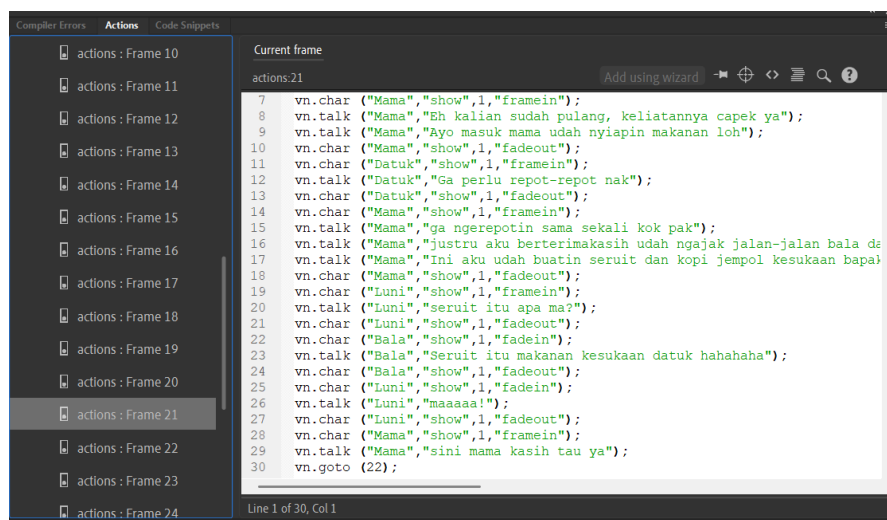 Compiler Errors Actions Code Snippets
actions : Frame 10
actions : Frame 11
actions : Frame 12
actions : Frame 13
actions : Frame 14
actions : Frame 15
actions : Frame 16
actions : Frame 17
actions : Frame 18
actions : Frame 19
actions : Frame 20
actions : Frame 21
actions : Frame 22
actions : Frame 23
actions : Frame 24
Current frame
actions:21 Add using wizard
7 vn.char ("Mama","show",1,"framein");
8 vn.talk ("Mama","Eh kalian sudah pulang, keliatannya capek ya");
9 vn.talk ("Mama","Ayo masuk mama udah nyiapin makanan loh");
10 vn.char ("Mama","show",1,"fadeout");
11 vn.char ("Datuk","show",1,"framein");
12 vn.talk ("Datuk","Ga perlu repot-repot nak");
13 vn.char ("Datuk","show",1,"fadeout");
14 vn.char ("Mama","show",1,"framein");
15 vn.talk ("Mama","ga ngerepotin sama sekali kok pak");
16 vn.talk ("Mama","justru aku berterimakasih udah ngajak jalan-jalan bala da
17 vn.talk ("Mama","Ini aku udah buatin seruit dan kopi jempol kesukaan bapak
18 vn.char ("Mama","show",1,"fadeout");
19 vn.char ("Luni","show",1,"framein");
20 vn.talk ("Luni","seruit itu apa ma?");
21 vn.char ("Luni","show",1,"fadeout");
22 vn.char ("Bala","show",1,"fadein");
23 vn.talk ("Bala","Seruit itu makanan kesukaan datuk hahahaha");
24 vn.char ("Bala","show",1,"fadeout");
25 vn.char ("Luni","show",1,"fadein");
26 vn.talk ("Luni","maaaaa!");
27 vn.char ("Luni","show",1,"fadeout");
28 vn.char ("Mama","show",1,"framein");
29 vn.talk ("Mama","sini mama kasih tau ya");
30 vn.goto (22);
Line 1 of 30, Col 1